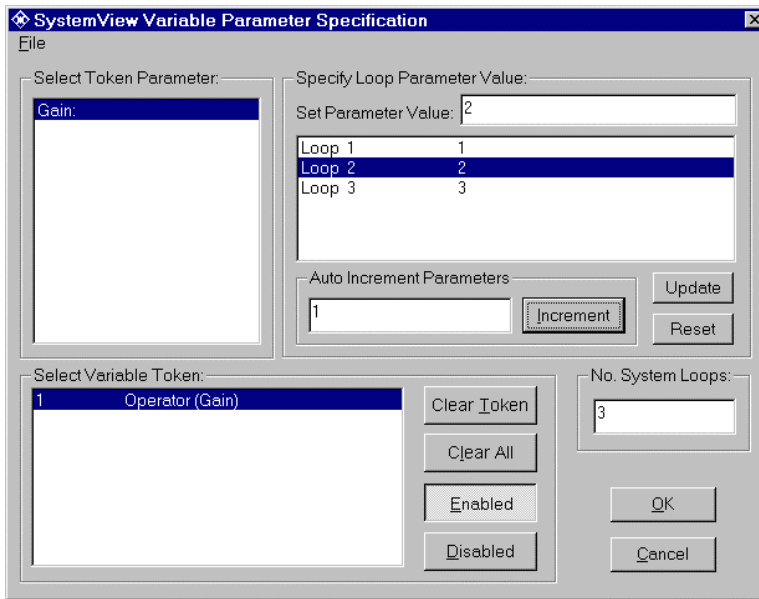 SystemView Variable Parameter Specification
File
Select Token Parameter:
Gain:
Specify Loop Parameter Value:
Set Parameter Value: 2
Loop 1 1
Loop 2 2
Loop 3 3
Auto Increment Parameters
1
Increment
Update
Reset
Select Variable Token:
1 Operator (Gain)
Clear Token
Clear All
Enabled
Disabled
No. System Loops:
3
OK
Cancel